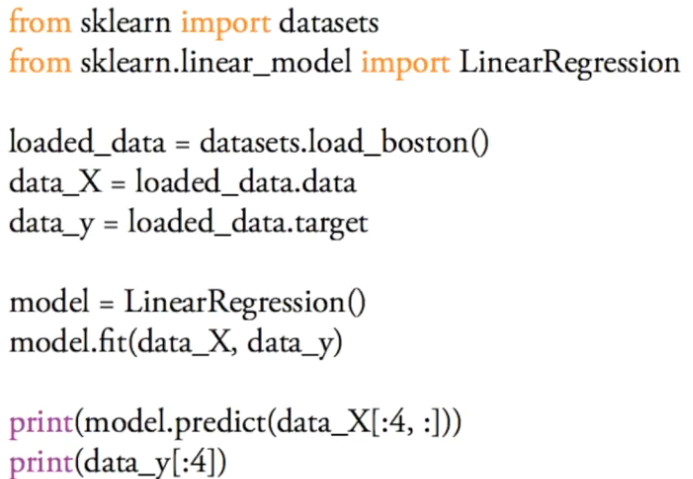 from sklearn import datasets
from sklearn.linear_model import LinearRegression
loaded_data = datasets.load_boston()
data_X = loaded_data.data
data_y = loaded_data.target
model = LinearRegression()
model.fit(data_X, data_y)
print(model.predict(data_X[:4, :]))
print(data_y[:4])